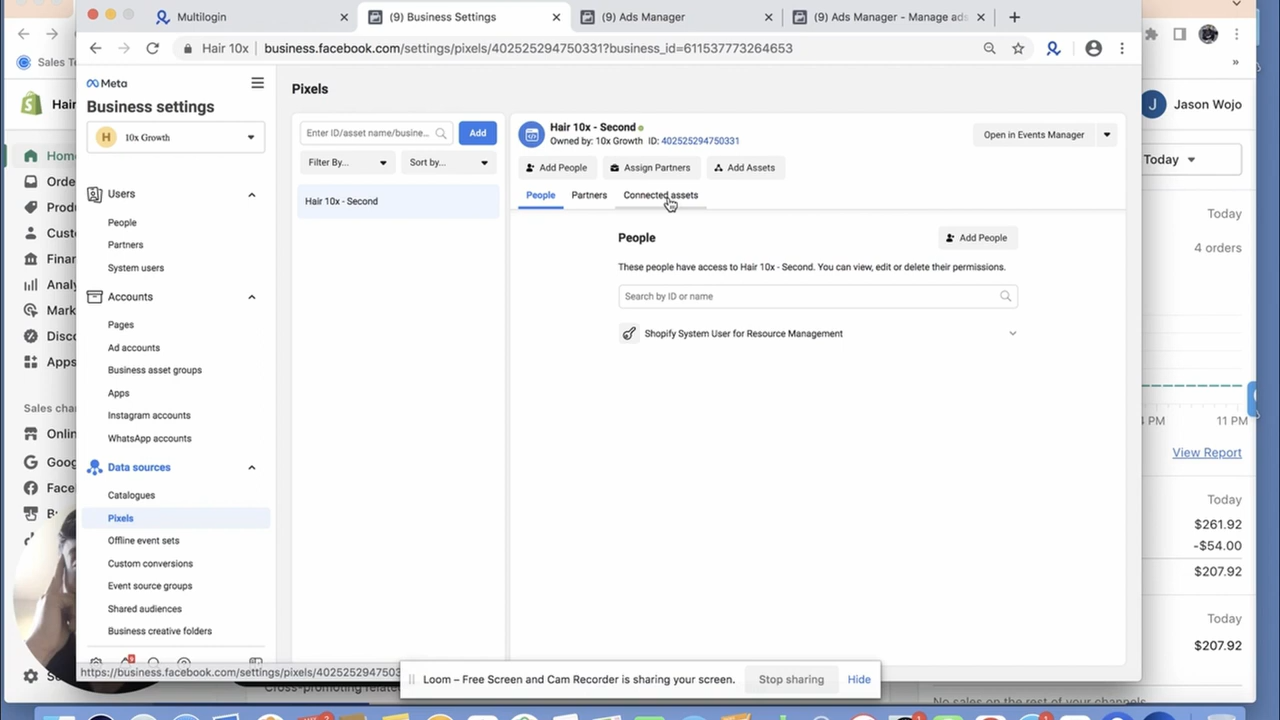 Multilogin
(9) Business Settings
(9) Ads Manager
(9) Ads Manager - Manage ads
Hair 10x
business.facebook.com/settings/pixels/402525294750331?business_id=611537773264653
Sales To
Meta
Business settings
H
10x Growth
Users
People
Partners
System users
Accounts
Pages
Ad accounts
Business asset groups
Apps
Instagram accounts
WhatsApp accounts
Data sources
Catalogues
Pixels
Offline event sets
Custom conversions
Event source groups
Shared audiences
Business creative folders
https://business.facebook.com/settings/pixels/4025252947503
Hair
Home
Orde
Produ
Custo
Finan
Analy
Mark
Disco
Apps
Sales chan
Onlin
Goog
Face
Pixels
Enter ID/asset name/busine...
Add
Filter By...
Sort by...
Hair 10x - Second
Hair 10x - Second
Owned by: 10x Growth ID: 402525294750331
Open in Events Manager
Add People
Assign Partners
Add Assets
People
Partners
Connected assets
People
Add People
These people have access to Hair 10x - Second. You can view, edit or delete their permissions.
Search by ID or name
Shopify System User for Resource Management
J
Jason Wojo
Today
Today
4 orders
PM
11 PM
View Report
Today
$261.92
-$54.00
$207.92
Today
$207.92
No sales on the rest of your channels
Cross-promoting relate
Loom – Free Screen and Cam Recorder is sharing your screen.
Stop sharing
Hide